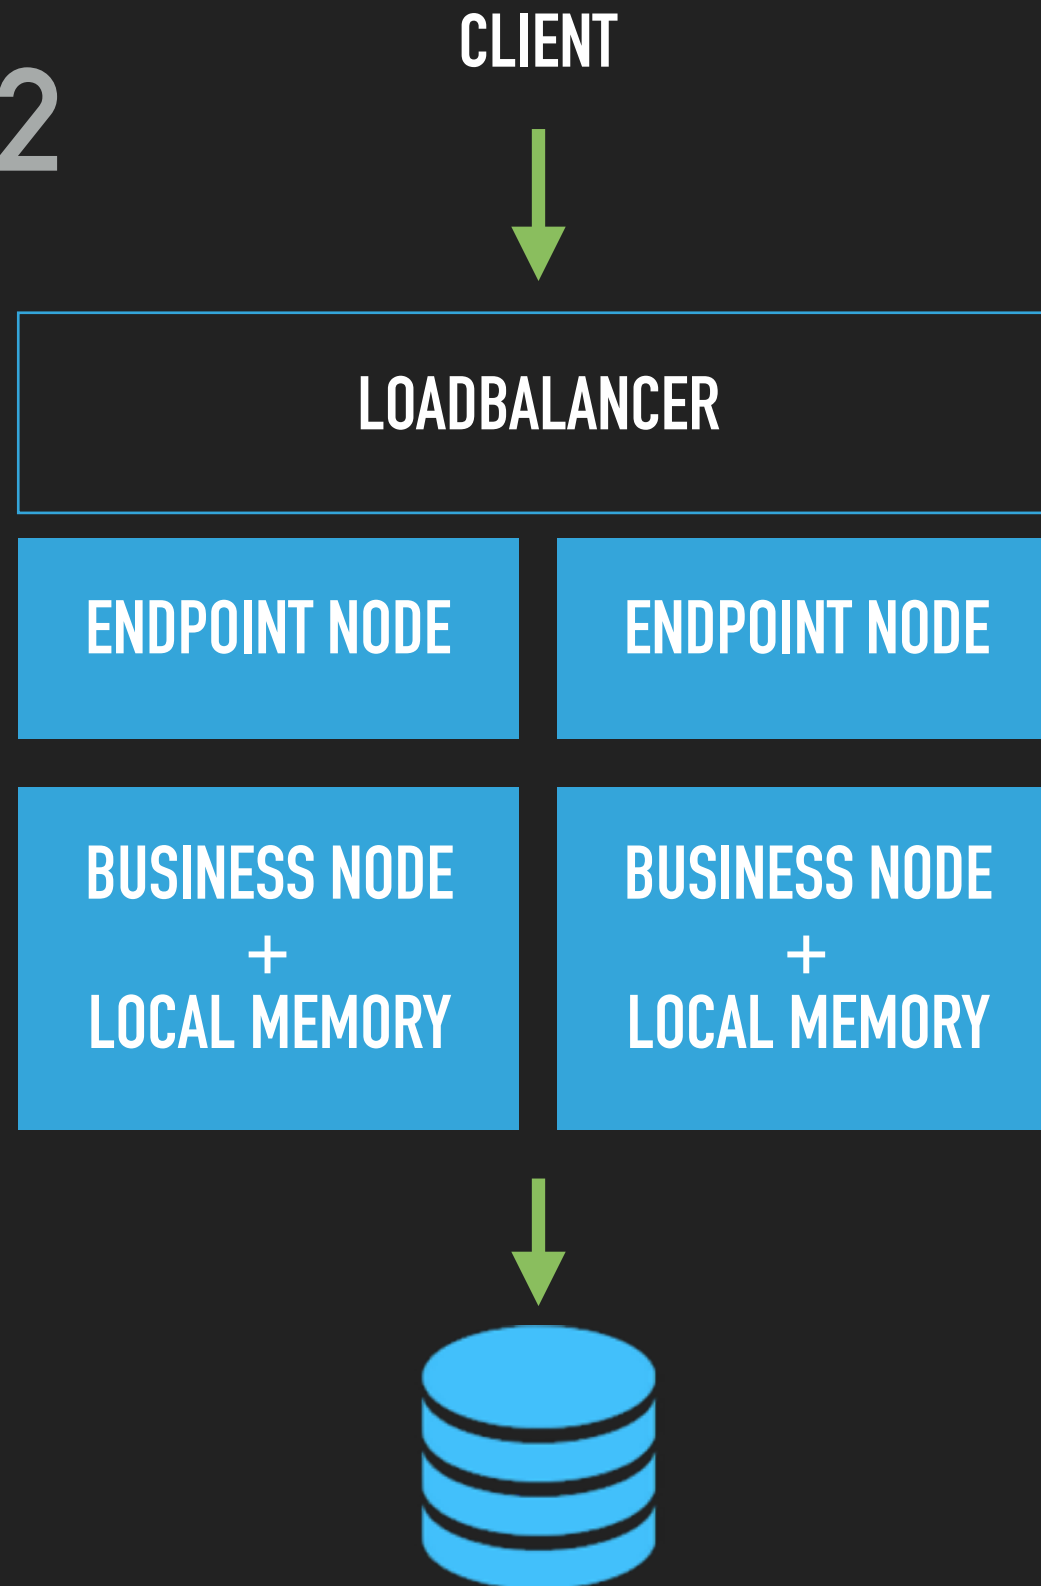 CLIENT
2
LOADBALANCER
ENDPOINT NODE
ENDPOINT NODE
BUSINESS NODE
+
LOCAL MEMORY
BUSINESS NODE
+
LOCAL MEMORY